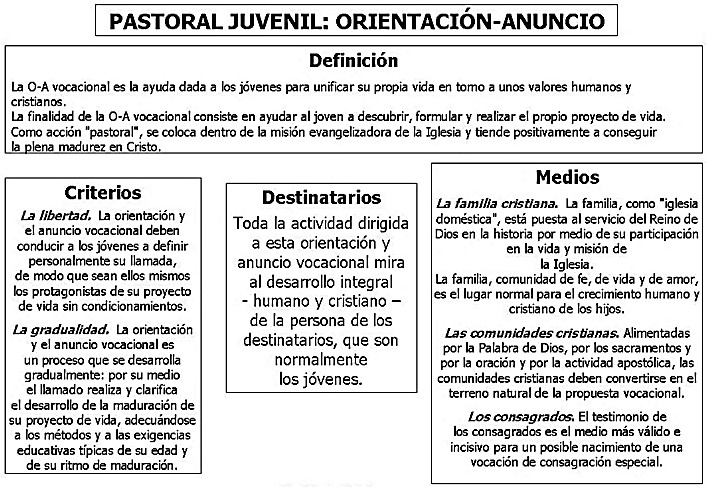 PASTORAL JUVENIL: ORIENTACIÓN-ANUNCIO
Definición
La O-A vocacional es la ayuda dada a los jóvenes para unificar su propia vida en torno a unos valores humanos y
cristianos.
La finalidad de la O-A vocacional consiste en ayudar al joven a descubrir, formular y realizar el propio proyecto de vida.
Como acción "pastoral", se coloca dentro de la misión evangelizadora de la Iglesia y tiende positivamente a conseguir
la plena madurez en Cristo.
Criterios
La libertad. La orientación y
el anuncio vocacional deben
conducir a los jóvenes a definir
personalmente su llamada,
de modo que sean ellos mismos
los protagonistas de su proyecto
de vida sin condicionamientos.
La gradualidad. La orientación
y el anuncio vocacional es
un proceso que se desarrolla
gradualmente: por su medio
el llamado realiza y clarifica
el desarrollo de la maduración de
su proyecto de vida, adecuándose
a los métodos y a las exigencias
educativas típicas de su edad y
de su ritmo de maduración.
Destinatarios
Toda la actividad dirigida
a esta orientación y
anuncio vocacional mira
al desarrollo integral
- humano y cristiano –
de la persona de los
destinatarios, que son
normalmente
los jóvenes.
Medios
La familia cristiana. La familia, como "iglesia
doméstica", está puesta al servicio del Reino de
Dios en la historia por medio de su participación
en la vida y misión de
la Iglesia.
La familia, comunidad de fe, de vida y de amor,
es el lugar normal para el crecimiento humano y
cristiano de los hijos.
Las comunidades cristianas. Alimentadas
por la Palabra de Dios, por los sacramentos y
por la oración y por la actividad apostólica, las
comunidades cristianas deben convertirse en el
terreno natural de la propuesta vocacional.
Los consagrados. El testimonio de
los consagrados es el medio más válido e
incisivo para un posible nacimiento de una
vocación de consagración especial.